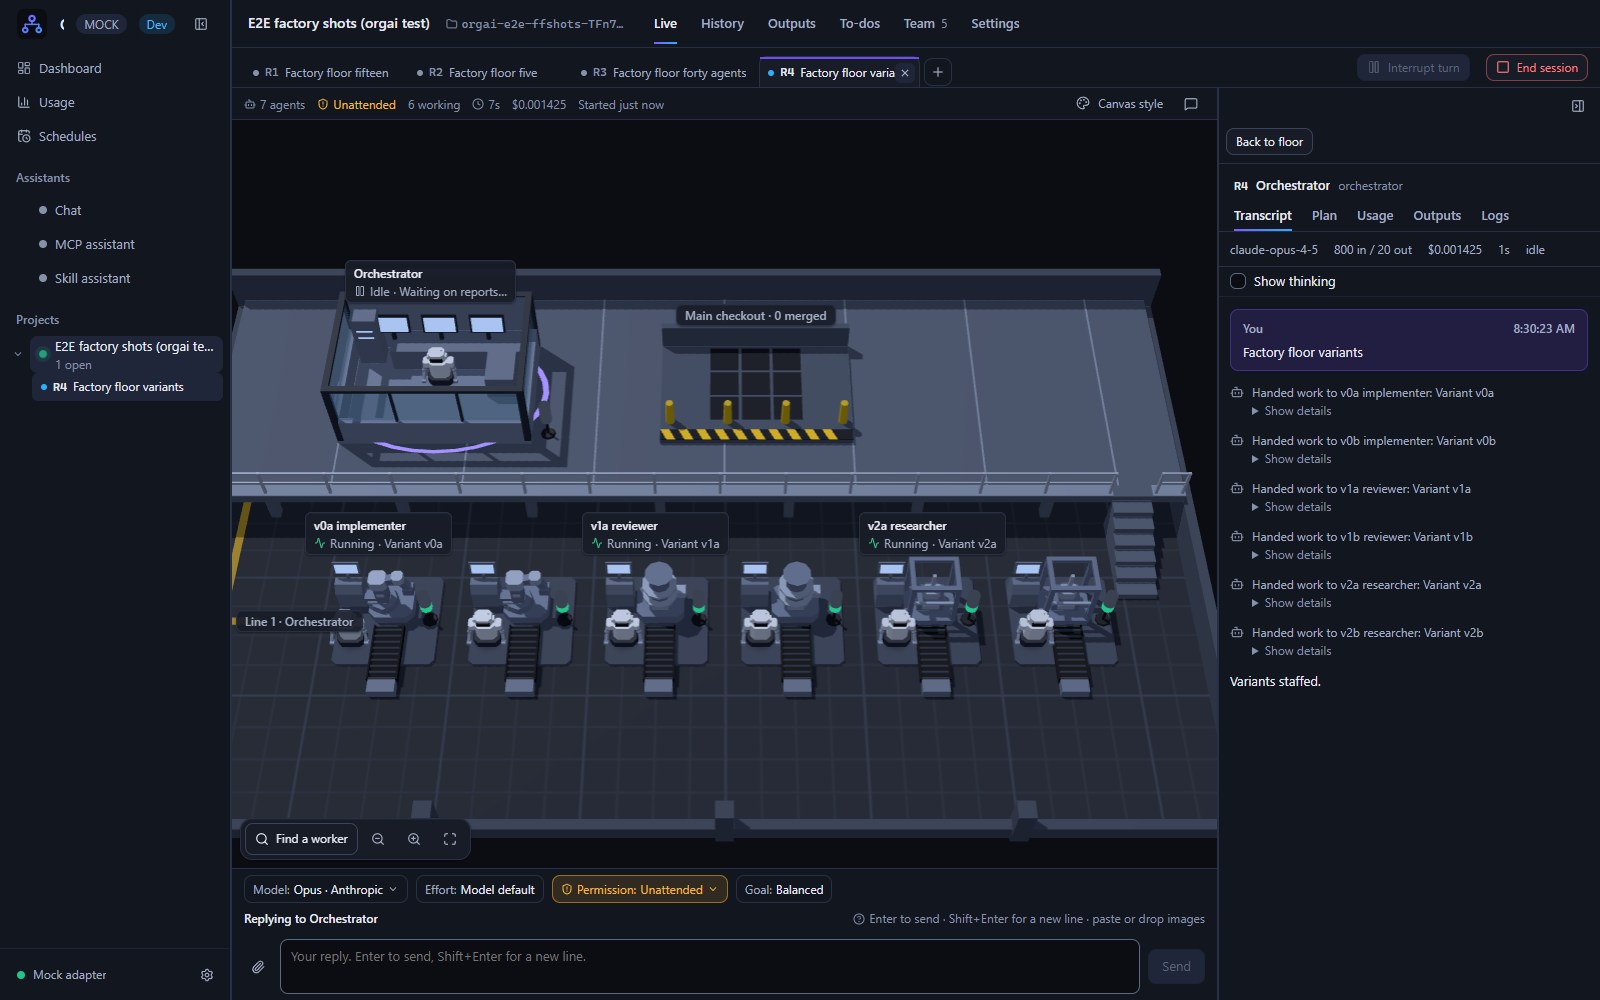 MOCK
Dev
Dashboard
Usage
Schedules
Assistants
Chat
MCP assistant
Skill assistant
Projects
E2E factory shots (orgai te...
1 open
R4 Factory floor variants
Mock adapter
E2E factory shots (orgai test)
orgai-e2e-ffshots-TFn7…
Live
History
Outputs
To-dos
Team 5
Settings
R1 Factory floor fifteen
R2 Factory floor five
R3 Factory floor forty agents
R4 Factory floor varia
Interrupt turn
End session
7 agents
Unattended
6 working
7s
$0.001425
Started just now
Canvas style
Orchestrator
Idle · Waiting on reports...
Main checkout · 0 merged
v0a implementer
Running · Variant v0a
v1a reviewer
Running · Variant v1a
v2a researcher
Running · Variant v2a
Line 1 · Orchestrator
Find a worker
Model: Opus · Anthropic
Effort: Model default
Permission: Unattended
Goal: Balanced
Replying to Orchestrator
Enter to send · Shift+Enter for a new line · paste or drop images
Your reply. Enter to send, Shift+Enter for a new line.
Send
Back to floor
R4 Orchestrator orchestrator
Transcript
Plan
Usage
Outputs
Logs
claude-opus-4-5
800 in / 20 out
$0.001425
1s
idle
Show thinking
You
8:30:23 AM
Factory floor variants
Handed work to v0a implementer: Variant v0a
Show details
Handed work to v0b implementer: Variant v0b
Show details
Handed work to v1a reviewer: Variant v1a
Show details
Handed work to v1b reviewer: Variant v1b
Show details
Handed work to v2a researcher: Variant v2a
Show details
Handed work to v2b researcher: Variant v2b
Show details
Variants staffed.